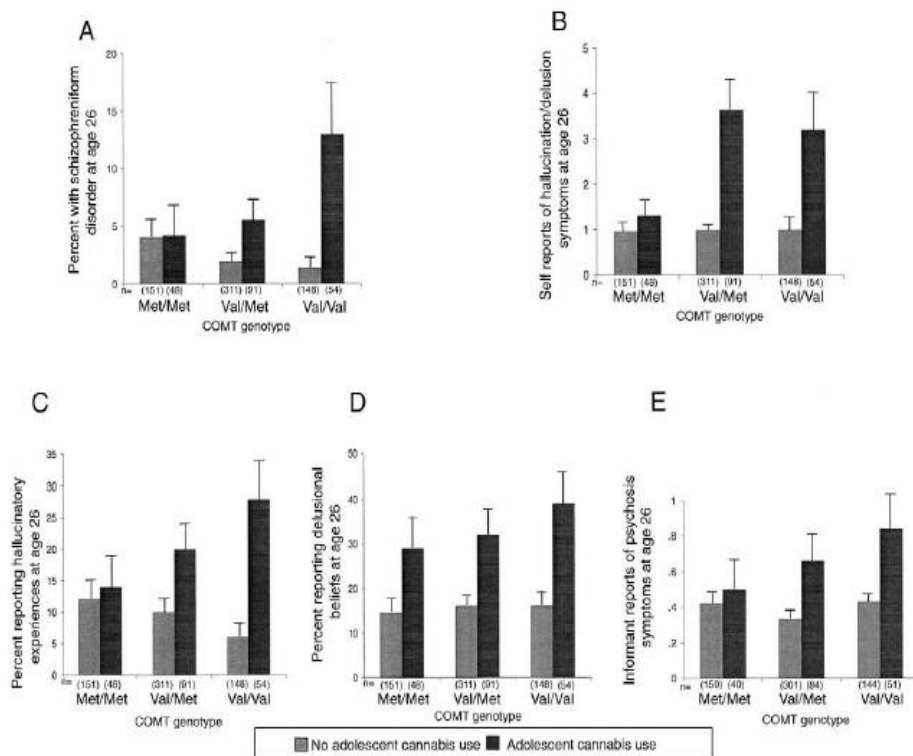 A
Percent with schizophreniform
disorder at age 26
20
15
10
5
0
n= (151) (48) (311) (91) (148) (54)
Met/Met Val/Met Val/Val
COMT genotype
B
Self reports of hallucination/delusion
symptoms at age 26
5
4
3
2
1
0
n= (151) (48) (311) (91) (148) (54)
Met/Met Val/Met Val/Val
COMT genotype
C
Percent reporting hallucinatory
experiences at age 26
35
30
25
20
15
10
5
0
n= (151) (48) (311) (91) (148) (54)
Met/Met Val/Met Val/Val
COMT genotype
D
Percent reporting delusional
beliefs at age 26
50
40
30
20
10
0
n= (151) (48) (311) (91) (148) (54)
Met/Met Val/Met Val/Val
COMT genotype
E
Informant reports of psychosis
symptoms at age 26
1
.8
.6
.4
.2
0
n= (150) (301) (84) (144) (51)
Met/Met Val/Met Val/Val
COMT genotype
No adolescent cannabis use Adolescent cannabis use